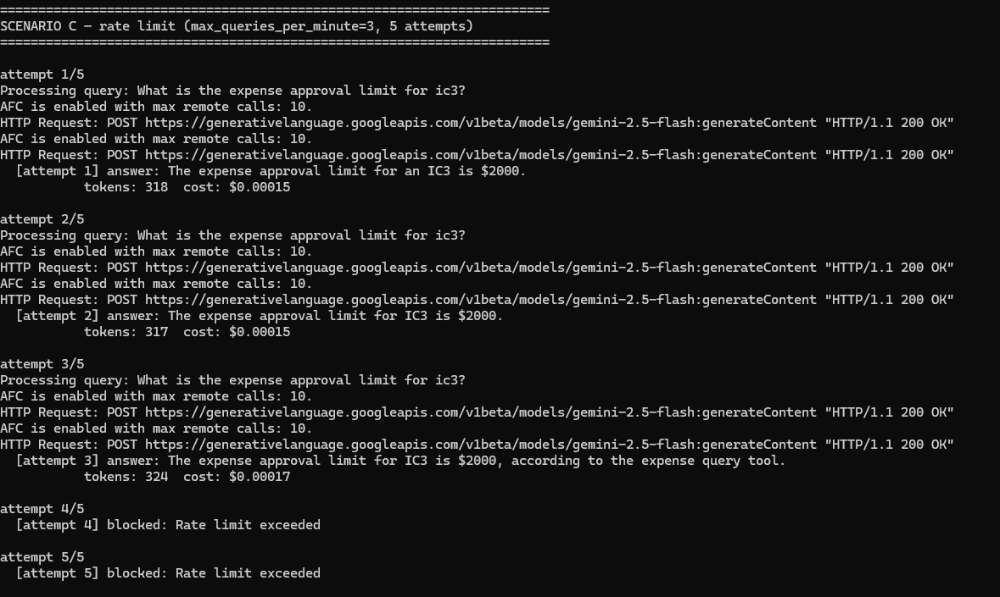 ========================================================================
SCENARIO C — rate limit (max_queries_per_minute=3, 5 attempts)
========================================================================
attempt 1/5
Processing query: What is the expense approval limit for ic3?
AFC is enabled with max remote calls: 10.
HTTP Request: POST https://generativelanguage.googleapis.com/v1beta/models/gemini-2.5-flash:generateContent "HTTP/1.1 200 OK"
AFC is enabled with max remote calls: 10.
HTTP Request: POST https://generativelanguage.googleapis.com/v1beta/models/gemini-2.5-flash:generateContent "HTTP/1.1 200 OK"
  [attempt 1] answer: The expense approval limit for an IC3 is $2000.
           tokens: 318  cost: $0.00015
attempt 2/5
Processing query: What is the expense approval limit for ic3?
AFC is enabled with max remote calls: 10.
HTTP Request: POST https://generativelanguage.googleapis.com/v1beta/models/gemini-2.5-flash:generateContent "HTTP/1.1 200 OK"
AFC is enabled with max remote calls: 10.
HTTP Request: POST https://generativelanguage.googleapis.com/v1beta/models/gemini-2.5-flash:generateContent "HTTP/1.1 200 OK"
  [attempt 2] answer: The expense approval limit for IC3 is $2000.
           tokens: 317  cost: $0.00015
attempt 3/5
Processing query: What is the expense approval limit for ic3?
AFC is enabled with max remote calls: 10.
HTTP Request: POST https://generativelanguage.googleapis.com/v1beta/models/gemini-2.5-flash:generateContent "HTTP/1.1 200 OK"
AFC is enabled with max remote calls: 10.
HTTP Request: POST https://generativelanguage.googleapis.com/v1beta/models/gemini-2.5-flash:generateContent "HTTP/1.1 200 OK"
  [attempt 3] answer: The expense approval limit for IC3 is $2000, according to the expense query tool.
           tokens: 324  cost: $0.00017
attempt 4/5
  [attempt 4] blocked: Rate limit exceeded
attempt 5/5
  [attempt 5] blocked: Rate limit exceeded